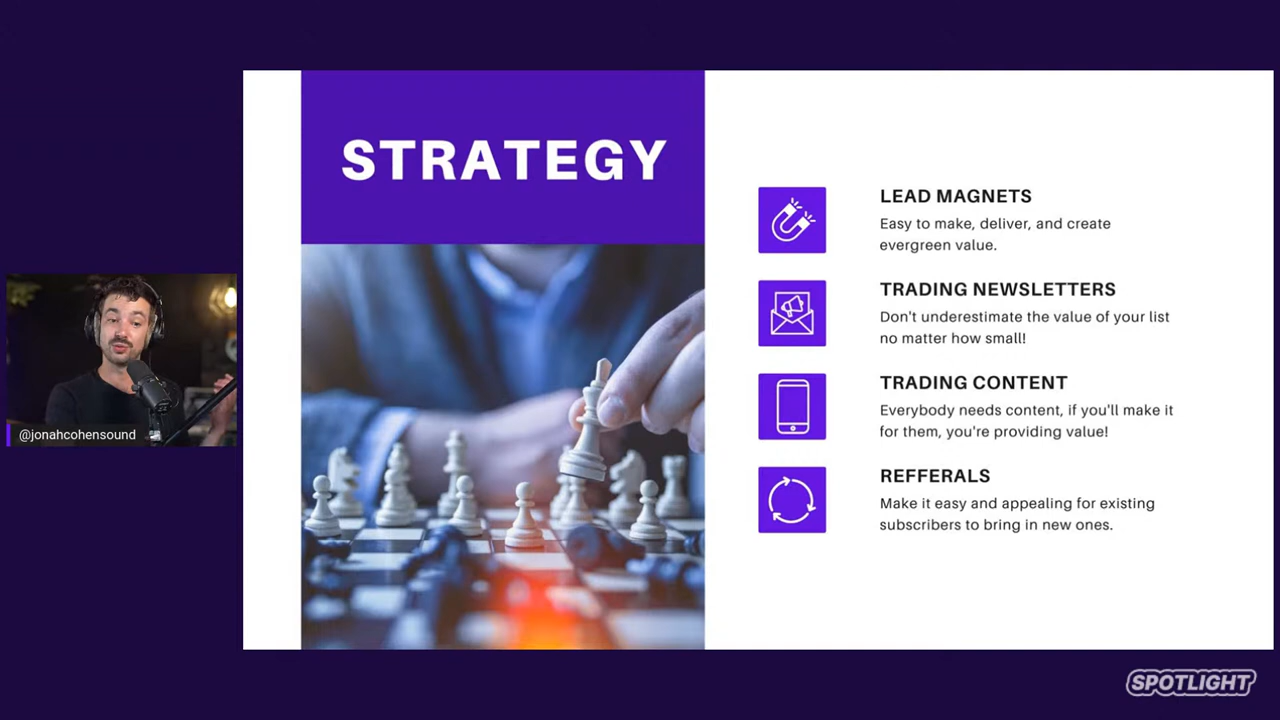 STRATEGY
LEAD MAGNETS
Easy to make, deliver, and create
evergreen value.
TRADING NEWSLETTERS
Don't underestimate the value of your list
no matter how small!
TRADING CONTENT
Everybody needs content, if you'll make it
for them, you're providing value!
REFFERALS
Make it easy and appealing for existing
subscribers to bring in new ones.
@jonahcohensound
SPOTLIGHT